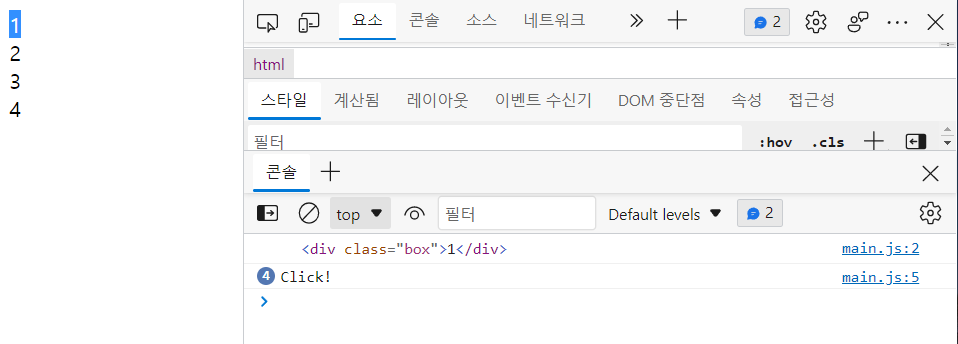 1
2
3
4
요소 콘솔 소스 네트워크 2
html
스타일 계산됨 레이아웃 이벤트 수신기 DOM 중단점 속성 접근성
필터 :hov .cls
콘솔
top 필터 Default levels 2
<div class="box">1</div> main.js:2
4 Click! main.js:5